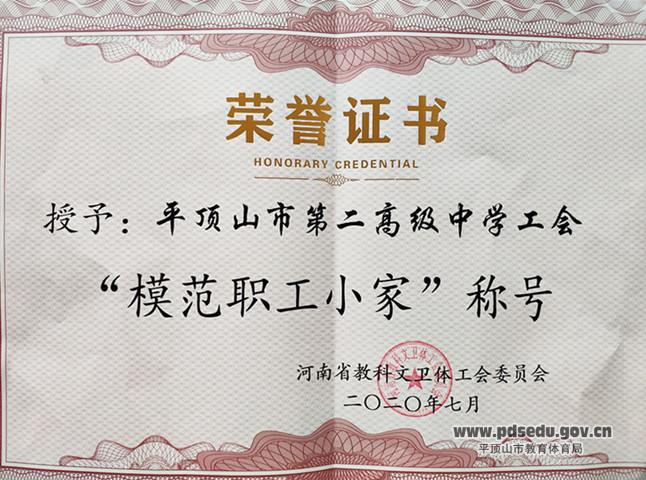 荣誉证书
HONORARY CREDENTIAL
授予：平顶山市第二高级中学工会
“模范职工小家”称号
河南省教科文卫体工会委员会
二〇二〇年七月
www.pdsedu.gov.cn
平顶山市教育体育局